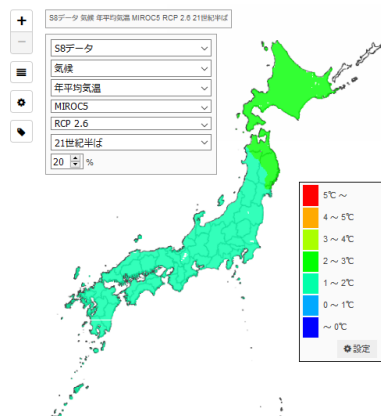 +
S8データ 気候 年平均気温 MIROC5 RCP 2.6 21世紀半ば
−
S8データ
気候
年平均気温
MIROC5
RCP 2.6
21世紀半ば
20 %
5℃ ～
4 ～ 5℃
3 ～ 4℃
2 ～ 3℃
1 ～ 2℃
0 ～ 1℃
～ 0℃
設定